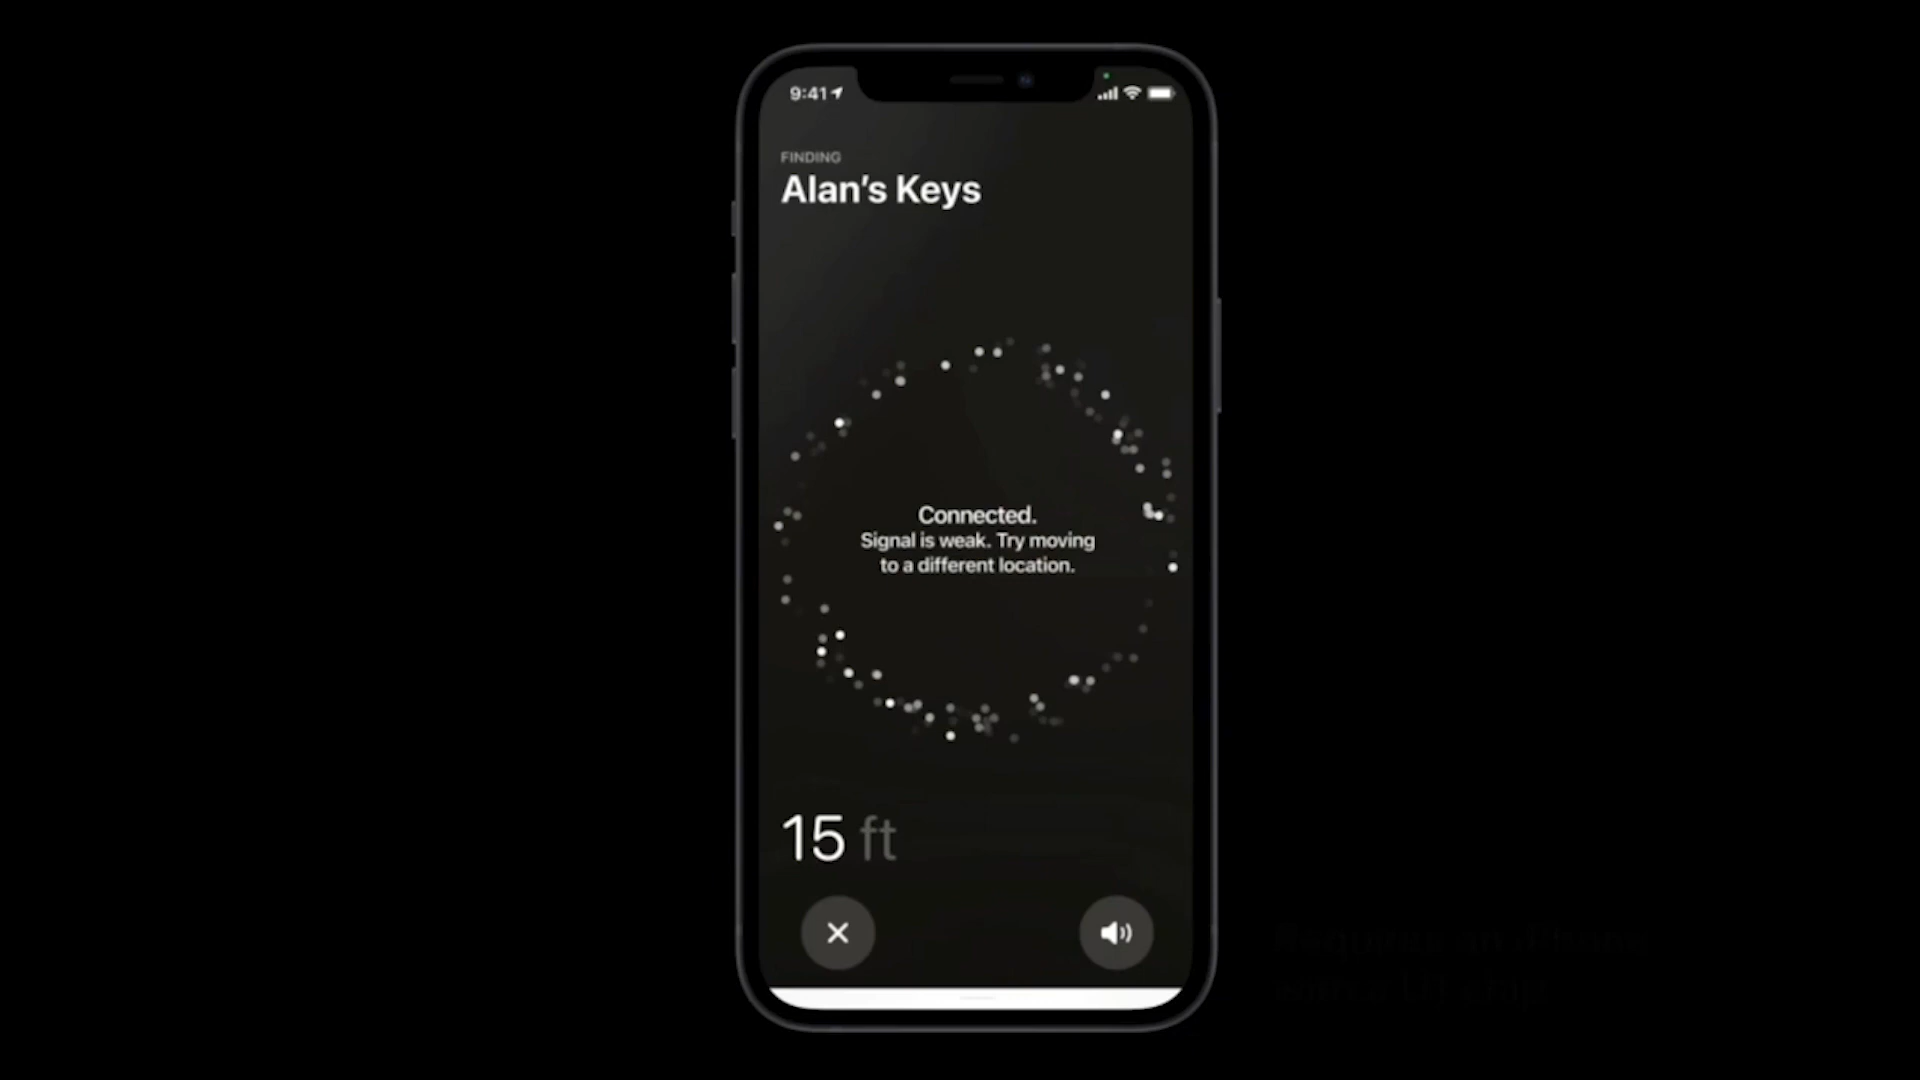 9:41
FINDING
Alan's Keys
Connected.
Signal is weak. Try moving
to a different location.
15 ft